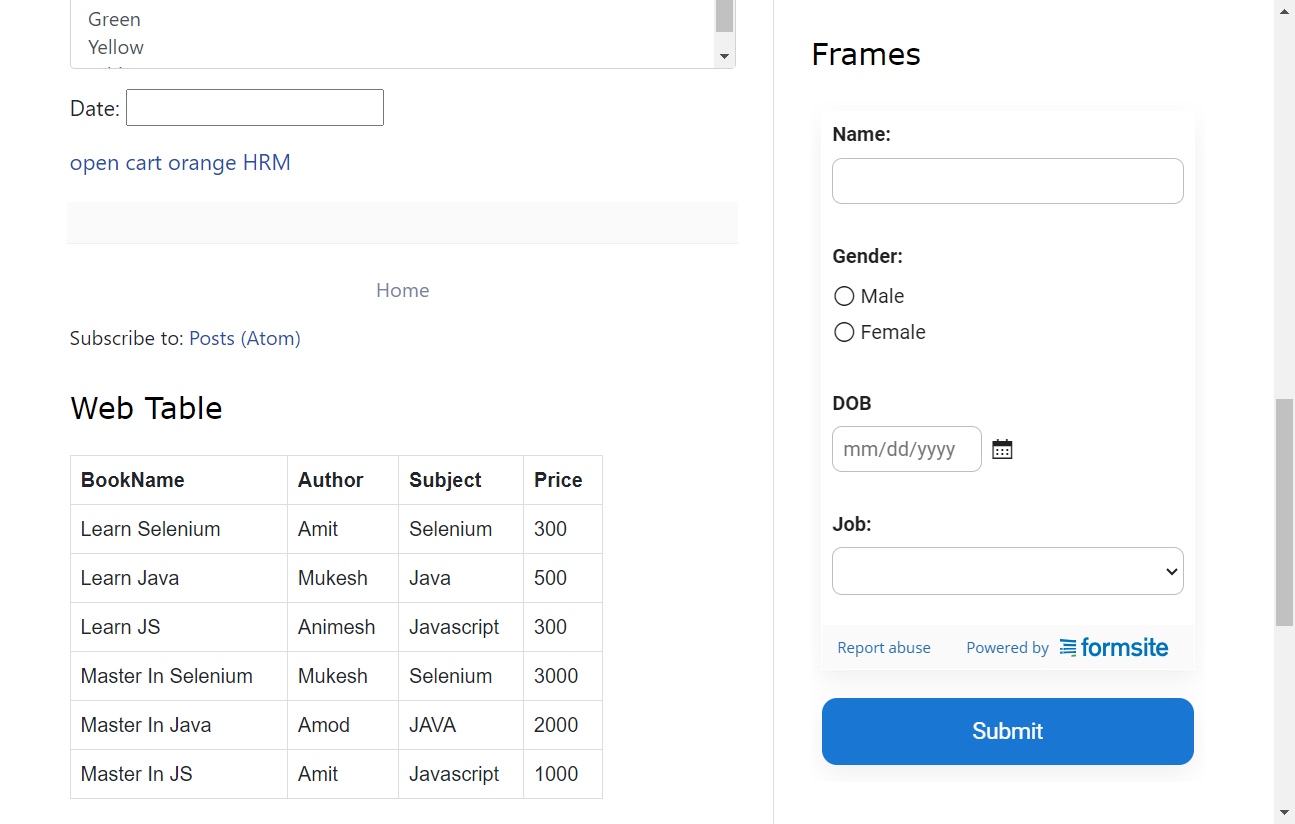 Green
Yellow
Date:
open cart orange HRM
Home
Subscribe to: Posts (Atom)
Web Table
BookName Author Subject Price
Learn Selenium Amit Selenium 300
Learn Java Mukesh Java 500
Learn JS Animesh Javascript 300
Master In Selenium Mukesh Selenium 3000
Master In Java Amod JAVA 2000
Master In JS Amit Javascript 1000
Frames
Name:
Gender:
Male
Female
DOB
mm/dd/yyyy
Job:
Report abuse Powered by formsite
Submit